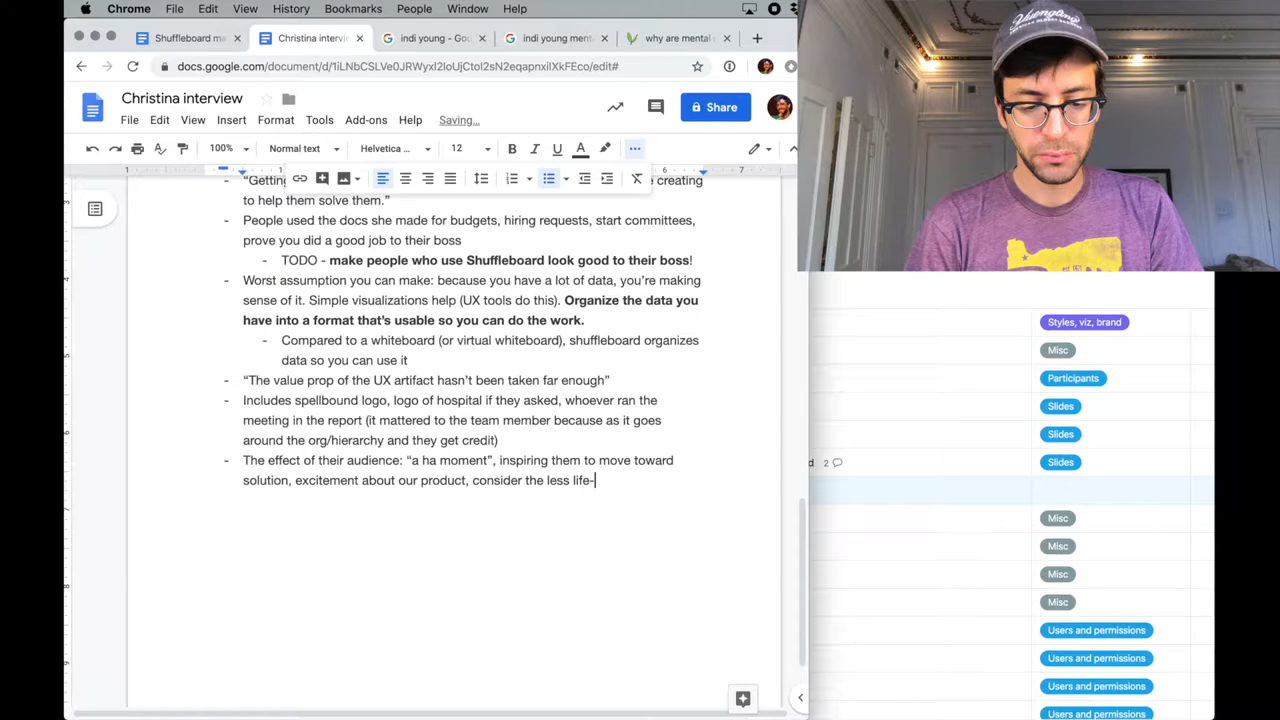 Chrome File Edit View History Bookmarks People Window Help
Shuffleboard ma
Christina interview
indi young
indi young men
why are mental
docs.google.com/document/d/
/edit#
Yuengling
Christina interview
Share
File Edit View Insert Format Tools Add-ons Help Saving...
100% Normal text Helvetica ... 12 B I U A
1 6 7
- "Getting creating
to help them solve them."
- People used the docs she made for budgets, hiring requests, start committees,
prove you did a good job to their boss
- TODO - make people who use Shuffleboard look good to their boss!
- Worst assumption you can make: because you have a lot of data, you're making
sense of it. Simple visualizations help (UX tools do this). Organize the data you
have into a format that's usable so you can do the work.
- Compared to a whiteboard (or virtual whiteboard), shuffleboard organizes
data so you can use it
- "The value prop of the UX artifact hasn't been taken far enough"
- Includes spellbound logo, logo of hospital if they asked, whoever ran the
meeting in the report (it mattered to the team member because as it goes
around the org/hierarchy and they get credit)
- The effect of their audience: "a ha moment", inspiring them to move toward
solution, excitement about our product, consider the less life-
Styles, viz, brand
Misc
Participants
Slides
Slides
d 2 Slides
Misc
Misc
Misc
Misc
Users and permissions
Users and permissions
Users and permissions
Users and permissions